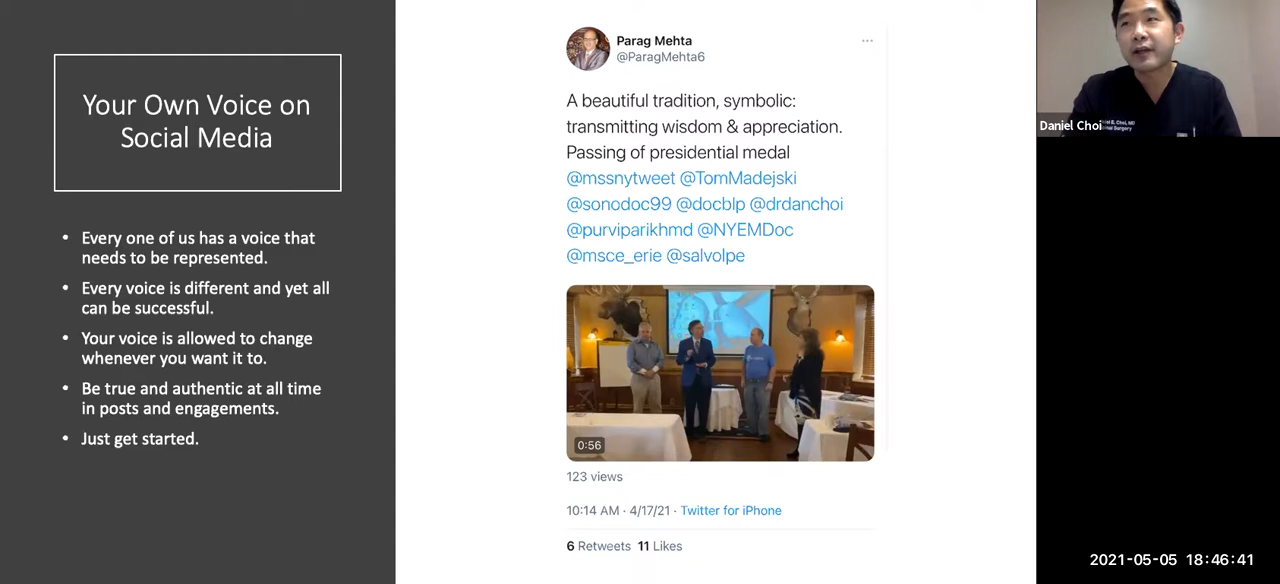 Your Own Voice on
Social Media
• Every one of us has a voice that
needs to be represented.
• Every voice is different and yet all
can be successful.
• Your voice is allowed to change
whenever you want it to.
• Be true and authentic at all time
in posts and engagements.
• Just get started.
Parag Mehta
@ParagMehta6
A beautiful tradition, symbolic:
transmitting wisdom & appreciation.
Passing of presidential medal
@mssnytweet @TomMadejski
@sonodoc99 @docblp @drdanchoi
@purviparikhmd @NYEMDoc
@msce_erie @salvolpe
0:56
123 views
10:14 AM · 4/17/21 · Twitter for iPhone
6 Retweets 11 Likes
Daniel Choi
E. Choi, MD
Surgery
2021-05-05 18:46:41